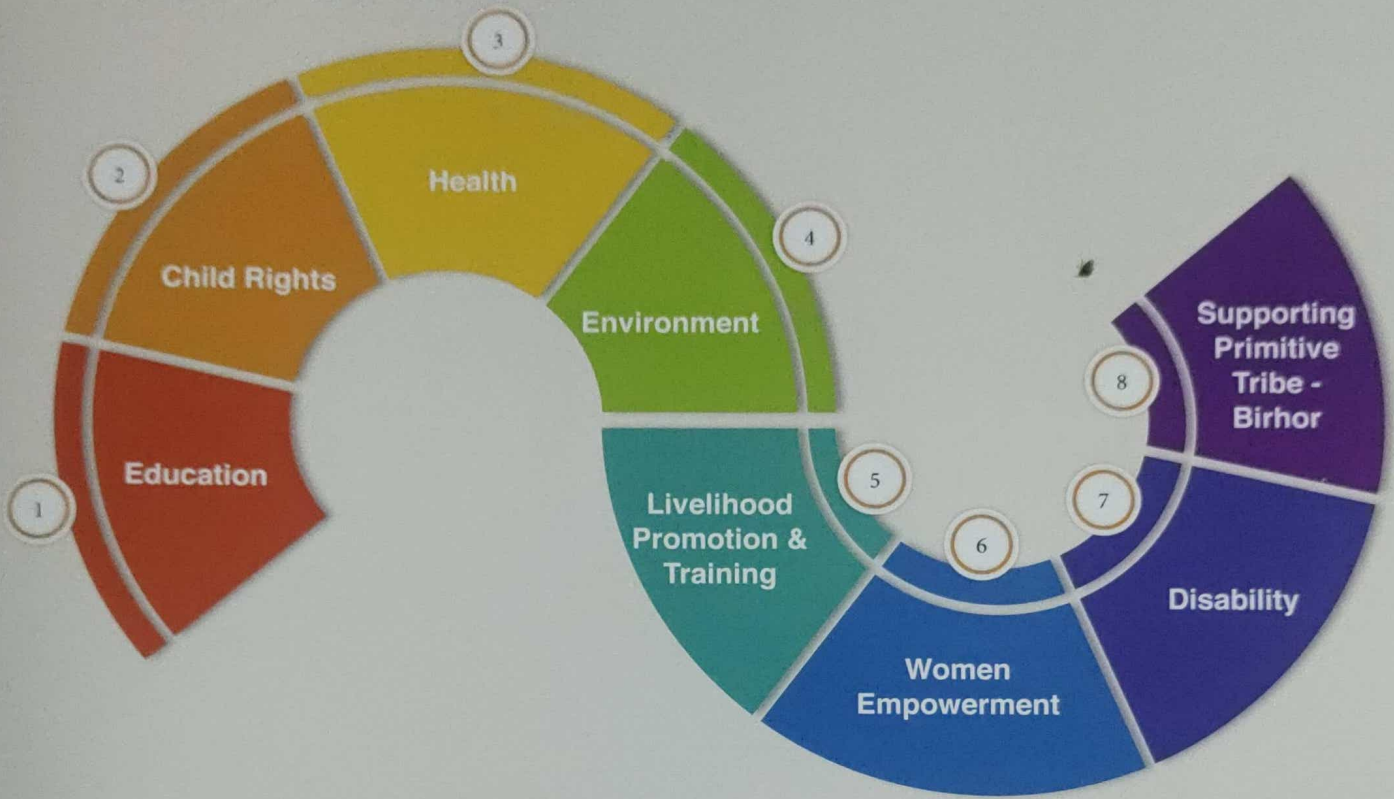 1
Education
2
Child Rights
3
Health
4
Environment
5
Livelihood
Promotion &
Training
6
Women
Empowerment
7
Disability
8
Supporting
Primitive
Tribe -
Birhor